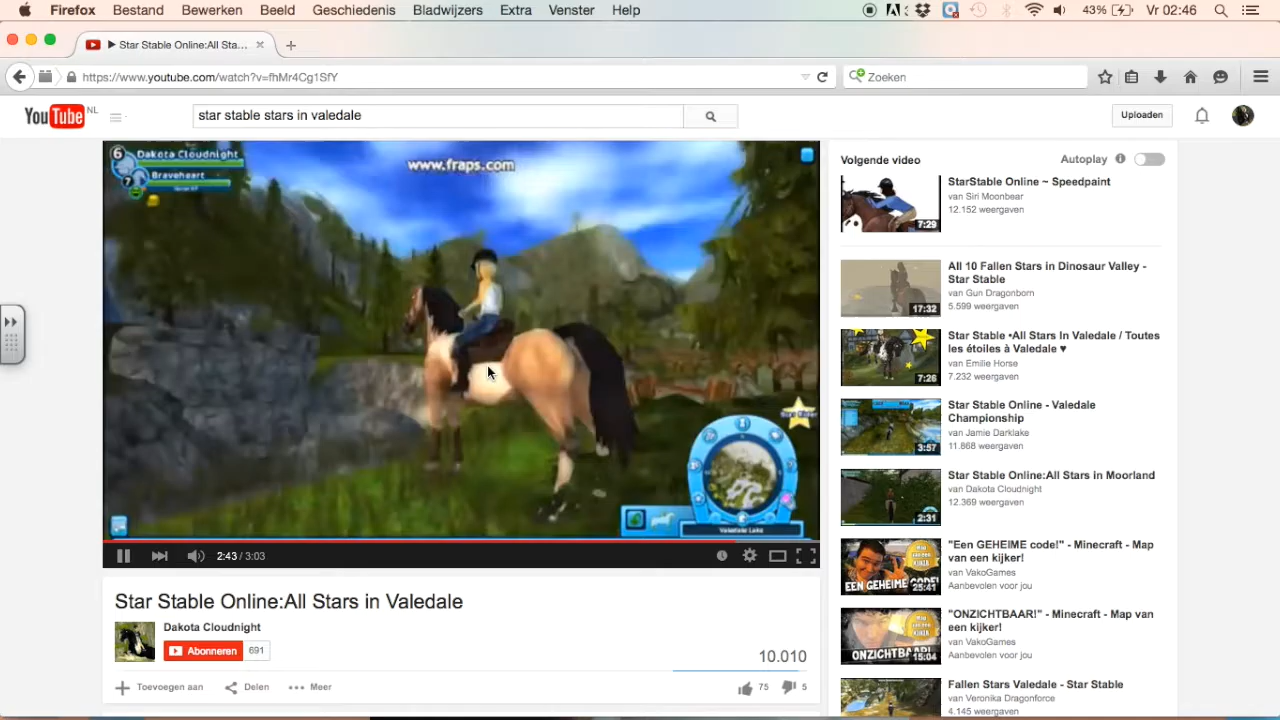 Firefox Bestand Bewerken Beeld Geschiedenis Bladwijzers Extra Venster Help 43% Vr 02:46
Star Stable Online:All Sta...
https://www.youtube.com/watch?v=fhMr4Cg1SfY
Zoeken
YouTube NL
star stable stars in valedale
Uploaden
6 Dakota Cloudnight
7 Braveheart
www.fraps.com
Star Rider
Valedale Lake
2:43 / 3:03
Star Stable Online:All Stars in Valedale
Dakota Cloudnight
Abonneren 691
10.010
Toevoegen aan Delen Meer
75 5
Volgende video Autoplay
StarStable Online ~ Speedpaint
van Siri Moonbear
12.152 weergaven
7:29
All 10 Fallen Stars in Dinosaur Valley -
Star Stable
van Gun Dragonborn
5.599 weergaven
17:32
Star Stable •All Stars In Valedale / Toutes
les étoiles à Valedale ♥
van Emilie Horse
7.232 weergaven
7:26
Star Stable Online - Valedale
Championship
van Jamie Darklake
11.868 weergaven
3:57
Star Stable Online:All Stars in Moorland
van Dakota Cloudnight
12.369 weergaven
2:31
"Een GEHEIME code!" - Minecraft - Map
van een kijker!
van VakoGames
Aanbevolen voor jou
EEN GEHEIME CODE!
25:41
"ONZICHTBAAR!" - Minecraft - Map van
een kijker!
van VakoGames
Aanbevolen voor jou
ONZICHTBAAR!
15:04
Fallen Stars Valedale - Star Stable
van Veronika Dragonforce
4.145 weergaven